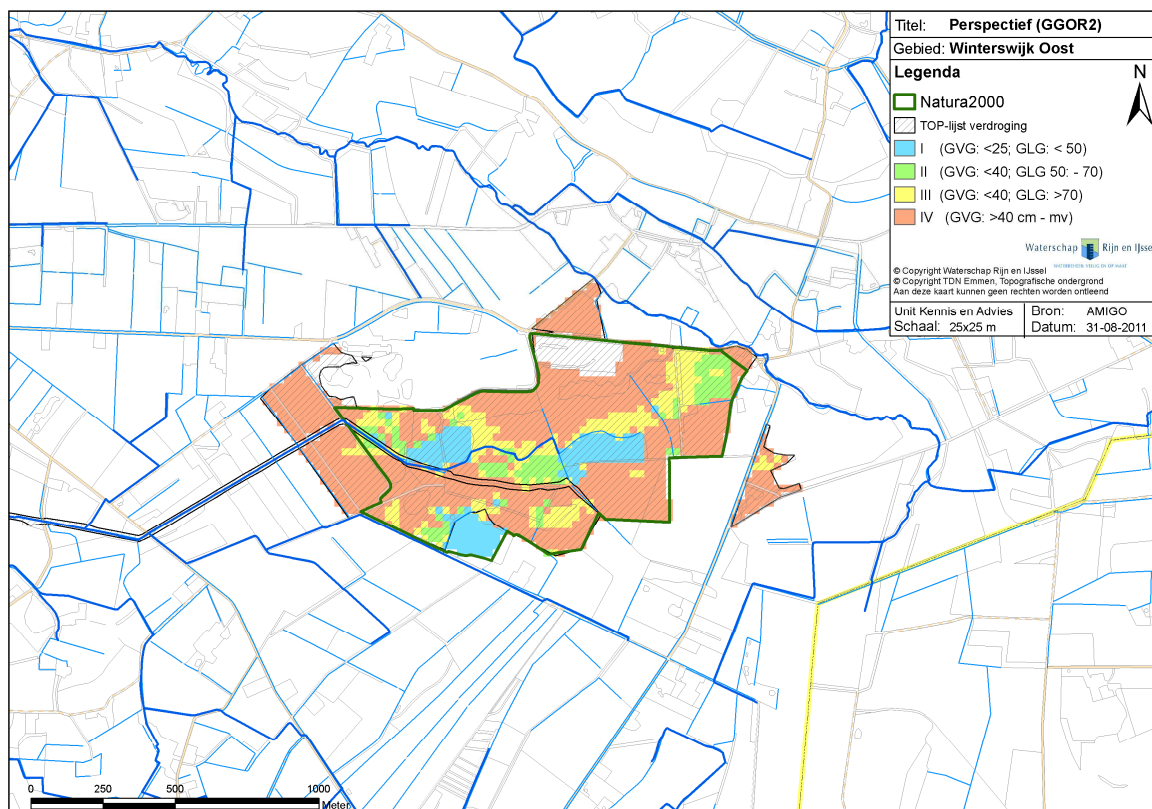 Titel: Perspectief (GGOR2)
Gebied: Winterswijk Oost
Legenda
N
Natura2000
TOP-lijst verdroging
I (GVG: <25; GLG: < 50)
II (GVG: <40; GLG 50: - 70)
III (GVG: <40; GLG: >70)
IV (GVG: >40 cm - mv)
Waterschap Rijn en IJssel
© Copyright Waterschap Rijn en IJssel
© Copyright TDN Emmen, Topografische ondergrond
Aan deze kaart kunnen geen rechten worden ontleend
Unit Kennis en Advies
Schaal: 25x25 m
Bron: AMIGO
Datum: 31-08-2011
0 250 500 1000
Meter